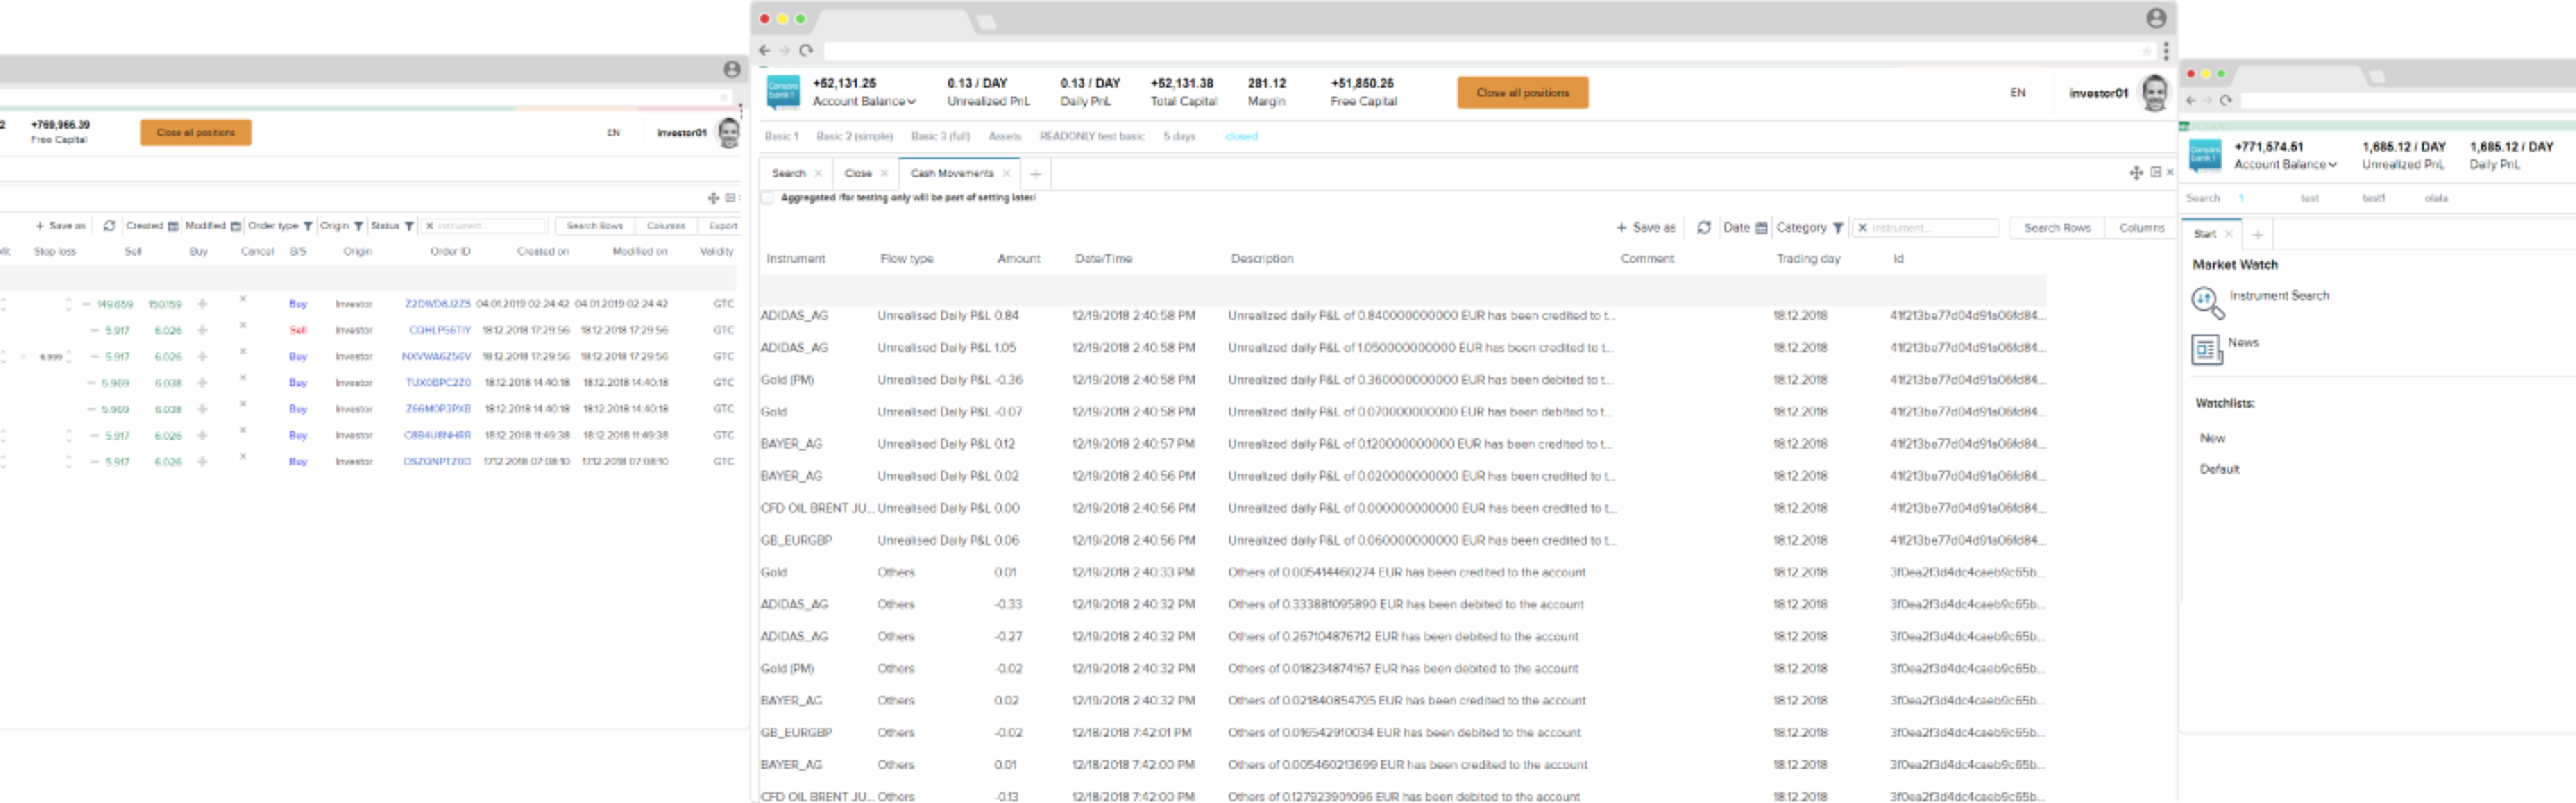 2 +769,966.39 Close all positions EN investor01
Free Capital
+ Save as Created Modified Order type Origin Status × Instrument... Search Rows Columns Export
Stop loss Sell Buy Cancel B/S Origin Order ID Created on Modified on Validity
149.659 150.159 × Buy Investor Z2DWD8J2ZS 04.01.2019 02:24:42 04.01.2019 02:24:42 GTC
5.917 6.026 × Sell Investor 18.12.2018 17:29:56 18.12.2018 17:29:56 GTC
× 6.999 5.917 6.026 × Buy Investor 18.12.2018 17:29:56 18.12.2018 17:29:56 GTC
5.969 6.038 × Buy Investor TUX0BPC2Z0 18.12.2018 14:40:18 18.12.2018 14:40:18 GTC
5.969 6.038 × Buy Investor Z66M0P3PXB 18.12.2018 14:40:18 18.12.2018 14:40:18 GTC
5.917 6.026 × Buy Investor 18.12.2018 11:49:38 18.12.2018 11:49:38 GTC
5.917 6.026 × Buy Investor 17.12.2018 07:08:10 17.12.2018 07:08:10 GTC
Consors bank! +52,131.25 0.13 / DAY 0.13 / DAY +52,131.38 281.12 +51,850.25 Close all positions EN investor01
Account Balance Unrealized PnL Daily PnL Total Capital Margin Free Capital
Basic 1 Basic 2 (simple) Basic 3 (full) Assets READONLY test basic 5 days closed
Search × Close × Cash Movements × +
Aggregated (for testing only will be part of setting later)
+ Save as Date Category × Instrument... Search Rows Columns
Instrument Flow type Amount Date/Time Description Comment Trading day Id
ADIDAS_AG Unrealised Daily P&L 0.84 12/19/2018 2:40:58 PM Unrealized daily P&L of 0.840000000000 EUR has been credited to t... 18.12.2018 41f213be77d04d91a06fd84...
ADIDAS_AG Unrealised Daily P&L 1.05 12/19/2018 2:40:58 PM Unrealized daily P&L of 1.050000000000 EUR has been credited to t... 18.12.2018 41f213be77d04d91a06fd84...
Gold (PM) Unrealised Daily P&L -0.36 12/19/2018 2:40:58 PM Unrealized daily P&L of 0.360000000000 EUR has been debited to t... 18.12.2018 41f213be77d04d91a06fd84...
Gold Unrealised Daily P&L -0.07 12/19/2018 2:40:58 PM Unrealized daily P&L of 0.070000000000 EUR has been debited to t... 18.12.2018 41f213be77d04d91a06fd84...
BAYER_AG Unrealised Daily P&L 0.12 12/19/2018 2:40:57 PM Unrealized daily P&L of 0.120000000000 EUR has been credited to t... 18.12.2018 41f213be77d04d91a06fd84...
BAYER_AG Unrealised Daily P&L 0.02 12/19/2018 2:40:56 PM Unrealized daily P&L of 0.020000000000 EUR has been credited to t... 18.12.2018 41f213be77d04d91a06fd84...
CFD OIL BRENT JU... Unrealised Daily P&L 0.00 12/19/2018 2:40:56 PM Unrealized daily P&L of 0.000000000000 EUR has been credited to t... 18.12.2018 41f213be77d04d91a06fd84...
GB_EURGBP Unrealised Daily P&L 0.06 12/19/2018 2:40:56 PM Unrealized daily P&L of 0.060000000000 EUR has been credited to t... 18.12.2018 41f213be77d04d91a06fd84...
Gold Others 0.01 12/19/2018 2:40:33 PM Others of 0.005414460274 EUR has been credited to the account 18.12.2018 3f0ea2f3d4dc4caeb9c65b...
ADIDAS_AG Others -0.33 12/19/2018 2:40:32 PM Others of 0.333881095890 EUR has been debited to the account 18.12.2018 3f0ea2f3d4dc4caeb9c65b...
ADIDAS_AG Others -0.27 12/19/2018 2:40:32 PM Others of 0.267104876712 EUR has been debited to the account 18.12.2018 3f0ea2f3d4dc4caeb9c65b...
Gold (PM) Others -0.02 12/19/2018 2:40:32 PM Others of 0.018234874167 EUR has been debited to the account 18.12.2018 3f0ea2f3d4dc4caeb9c65b...
BAYER_AG Others 0.02 12/19/2018 2:40:32 PM Others of 0.021840854795 EUR has been credited to the account 18.12.2018 3f0ea2f3d4dc4caeb9c65b...
GB_EURGBP Others -0.02 12/18/2018 7:42:01 PM Others of 0.016542910034 EUR has been debited to the account 18.12.2018 3f0ea2f3d4dc4caeb9c65b...
BAYER_AG Others 0.01 12/18/2018 7:42:00 PM Others of 0.005460213699 EUR has been credited to the account 18.12.2018 3f0ea2f3d4dc4caeb9c65b...
CFD OIL BRENT JU... Others -0.13 12/18/2018 7:42:00 PM Others of 0.127923901096 EUR has been debited to the account 18.12.2018 3f0ea2f3d4dc4caeb9c65b...
Consors bank! +771,574.51 1,685.12 / DAY 1,685.12 / DAY
Account Balance Unrealized PnL Daily PnL
Search 1 test test1 olala
Start × +
Market Watch
Instrument Search
News
Watchlists:
New
Default